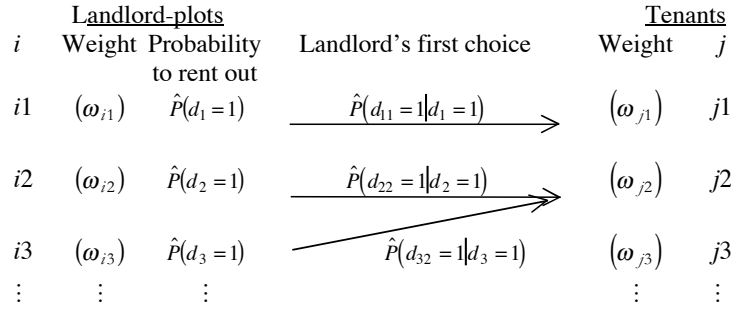 Landlord-plots Tenants
i Weight Probability Landlord's first choice Weight j
to rent out
i1 (ω_{i1}) P̂(d_1 = 1) P̂(d_{11} = 1|d_1 = 1) (ω_{j1}) j1
i2 (ω_{i2}) P̂(d_2 = 1) P̂(d_{22} = 1|d_2 = 1) (ω_{j2}) j2
i3 (ω_{i3}) P̂(d_3 = 1) P̂(d_{32} = 1|d_3 = 1) (ω_{j3}) j3
⋮ ⋮ ⋮ ⋮ ⋮